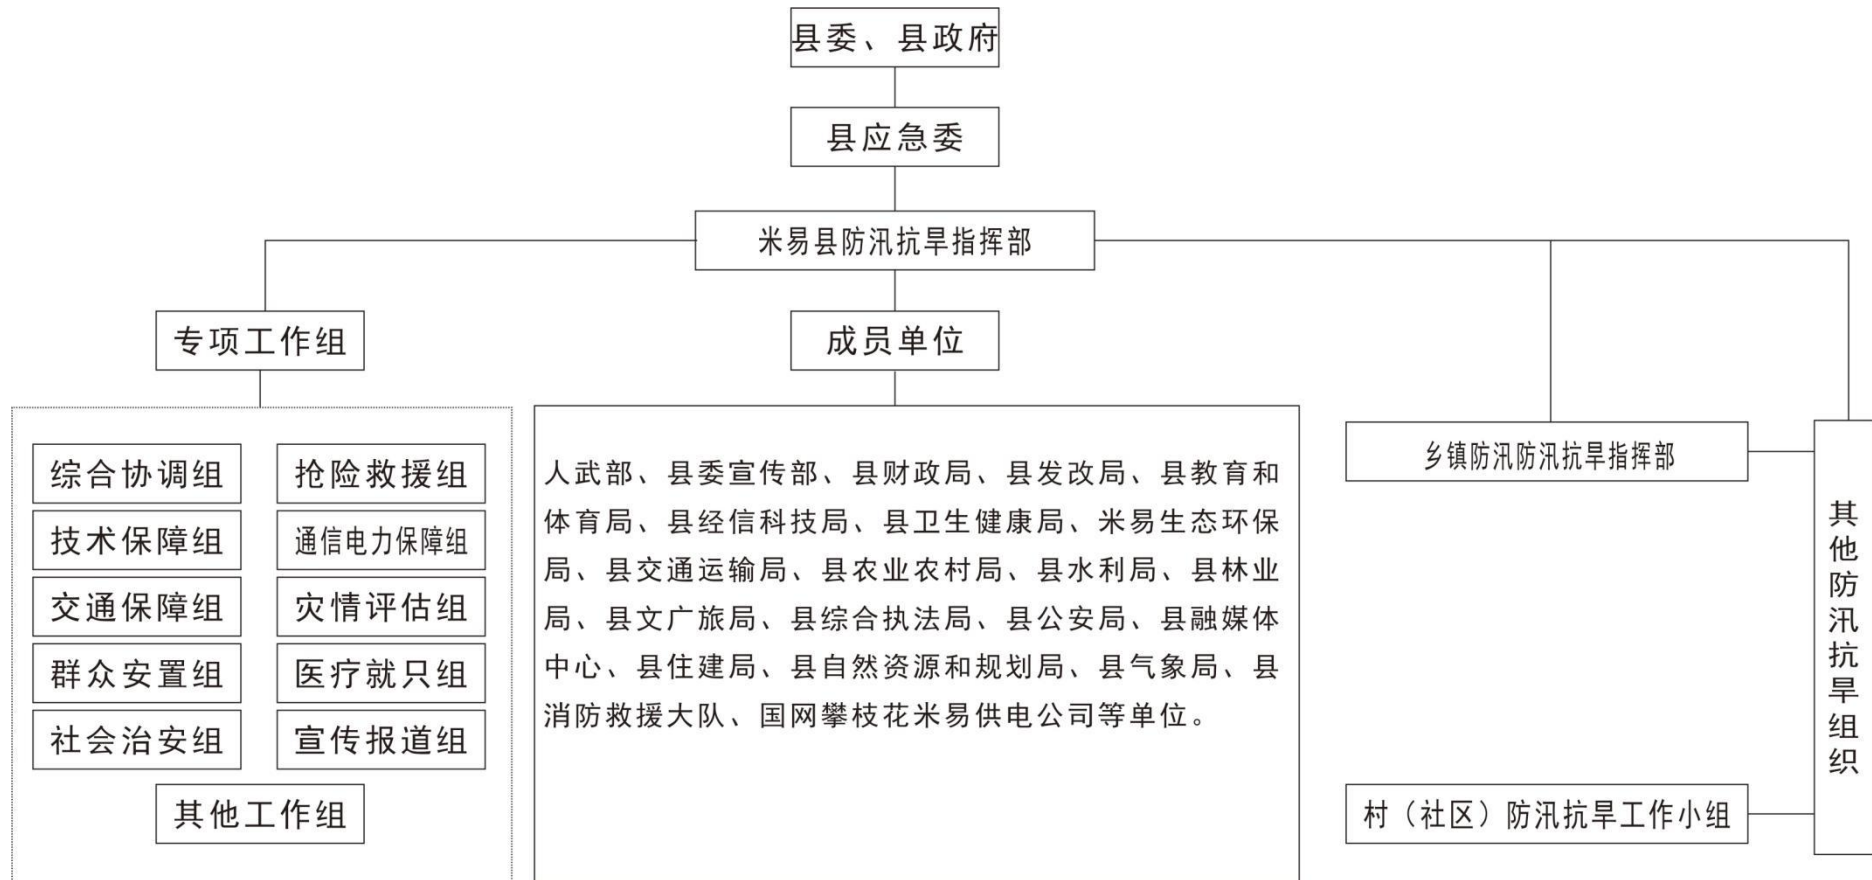 县委、县政府
县应急委
米易县防汛抗旱指挥部
专项工作组
成员单位
综合协调组
抢险救援组
技术保障组
通信电力保障组
交通保障组
灾情评估组
群众安置组
医疗就只组
社会治安组
宣传报道组
其他工作组
人武部、县委宣传部、县财政局、县发改局、县教育和
体育局、县经信科技局、县卫生健康局、米易生态环保
局、县交通运输局、县农业农村局、县水利局、县林业
局、县文广旅局、县综合执法局、县公安局、县融媒体
中心、县住建局、县自然资源和规划局、县气象局、县
消防救援大队、国网攀枝花米易供电公司等单位。
乡镇防汛防汛抗旱指挥部
村（社区）防汛抗旱工作小组
其他防汛抗旱组织